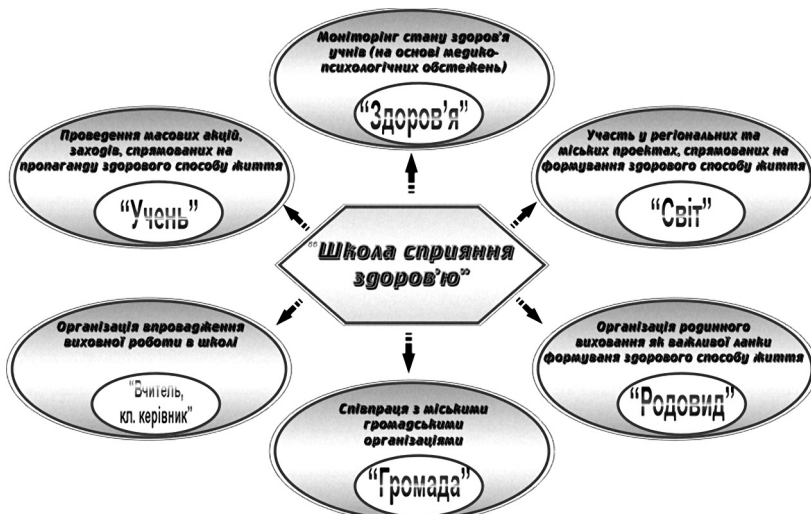 Моніторінг стану здоров'я
учнів (на основі медико-
психологічних обстежень)
“Здоров’я”
Проведення масових акцій,
заходів, спрямованих на
пропаганду здорового способу життя
“Учень”
Участь у регіональних та
міських проектах, спрямованих на
формування здорового способу життя
“Світ”
“Школа сприяння
здоров’ю”
Організація впровадження
виховної роботи в школі
“Вчитель,
кл. керівник”
Співпраця з міськими
громадськими
організаціями
“Громада”
Організація родинного
виховання як важливої ланки
формуваня здорового способу життя
“Родовид”